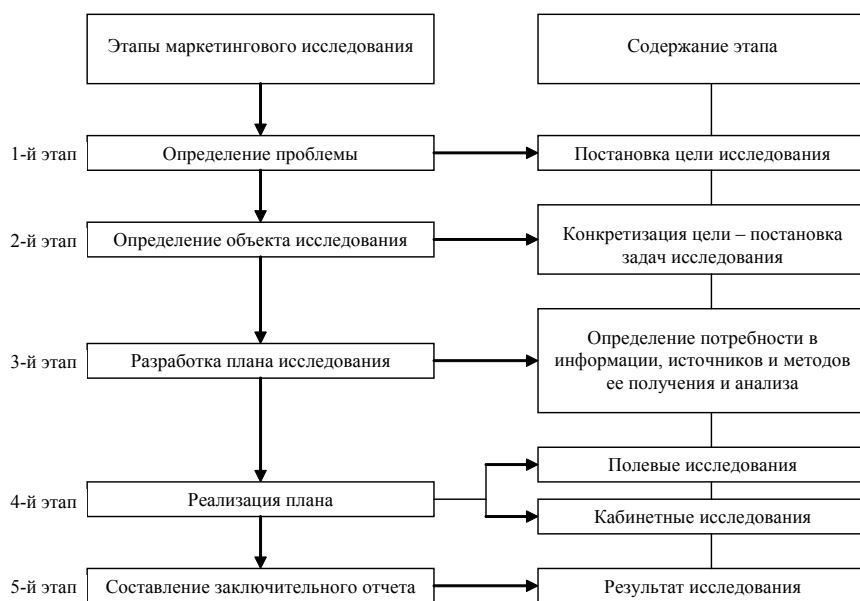 Этапы маркетингового исследования
Содержание этапа
1-й этап
Определение проблемы
Постановка цели исследования
2-й этап
Определение объекта исследования
Конкретизация цели – постановка
задач исследования
3-й этап
Разработка плана исследования
Определение потребности в
информации, источников и методов
ее получения и анализа
4-й этап
Реализация плана
Полевые исследования
Кабинетные исследования
5-й этап
Составление заключительного отчета
Результат исследования